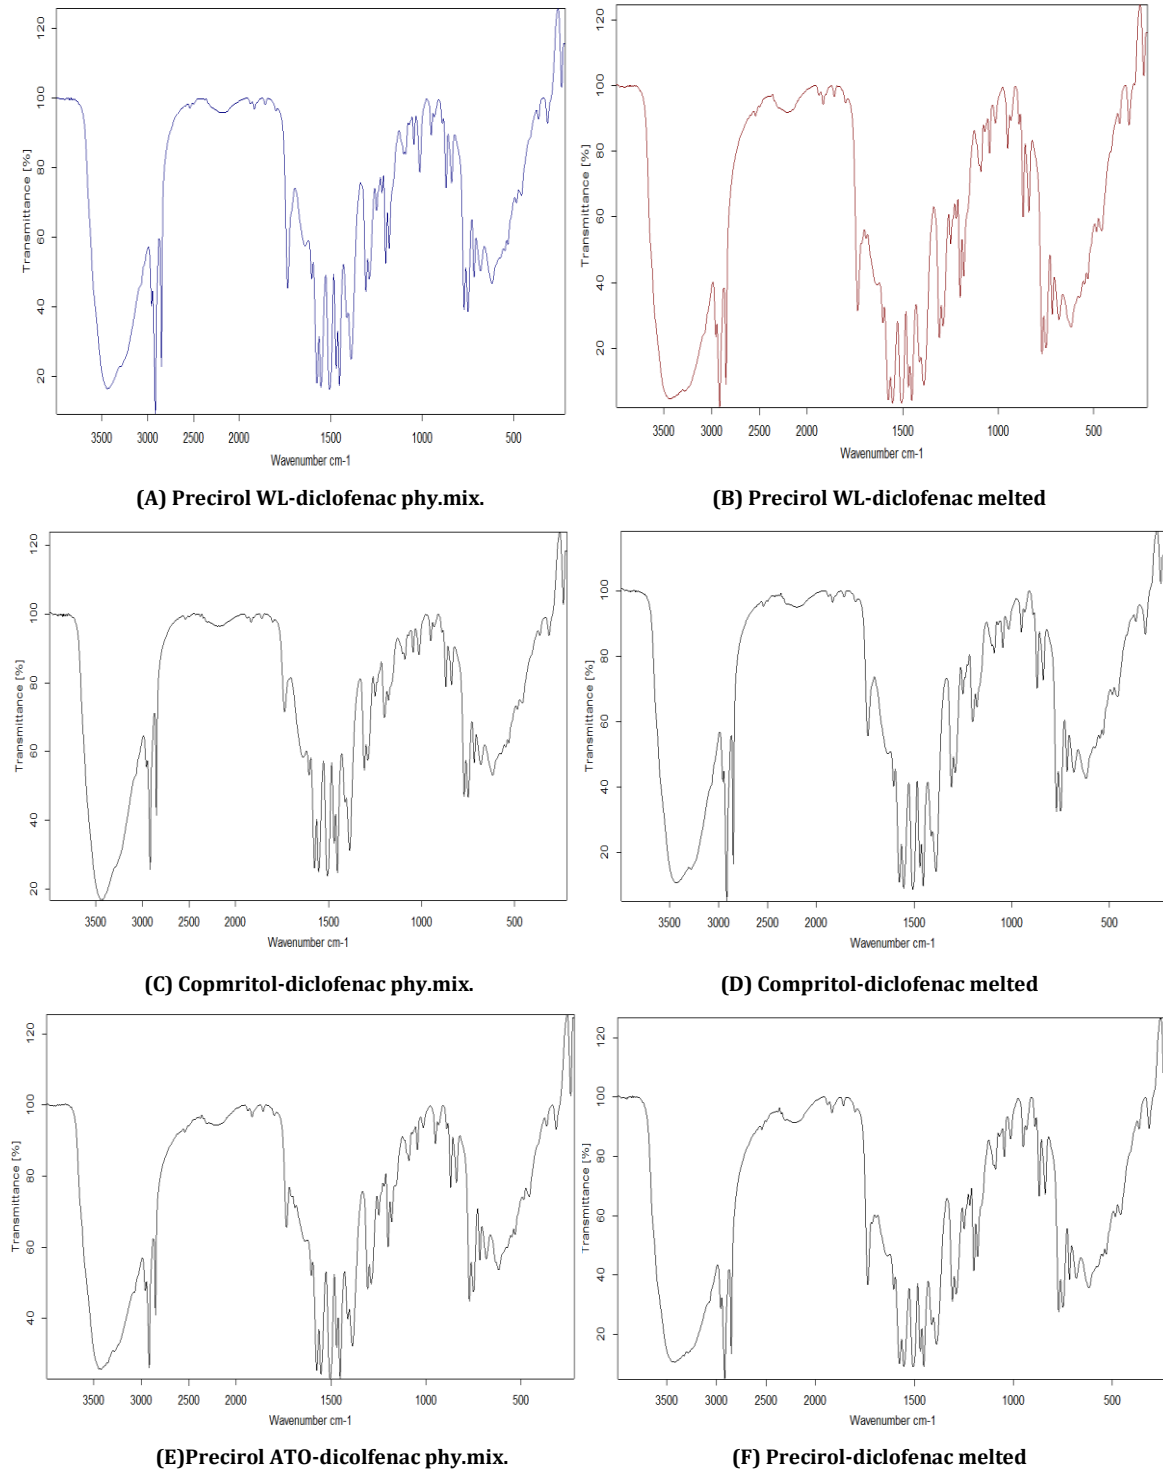 120
100
80
60
40
20
Transmittance [%]
3500 3000 2500 2000 1500 1000 500
Wavenumber cm-1
(A) Precirol WL-diclofenac phy.mix.
120
100
80
60
40
20
Transmittance [%]
3500 3000 2500 2000 1500 1000 500
Wavenumber cm-1
(B) Precirol WL-diclofenac melted
120
100
80
60
40
20
Transmittance [%]
3500 3000 2500 2000 1500 1000 500
Wavenumber cm-1
(C) Copmritol-diclofenac phy.mix.
100
80
60
40
20
Transmittance [%]
3500 3000 2500 2000 1500 1000 500
Wavenumber cm-1
(D) Compritol-diclofenac melted
120
100
80
60
40
Transmittance [%]
3500 3000 2500 2000 1500 1000 500
Wavenumber cm-1
(E)Precirol ATO-dicolfenac phy.mix.
120
100
80
60
40
20
Transmittance [%]
3500 3000 2500 2000 1500 1000 500
Wavenumber cm-1
(F) Precirol-diclofenac melted